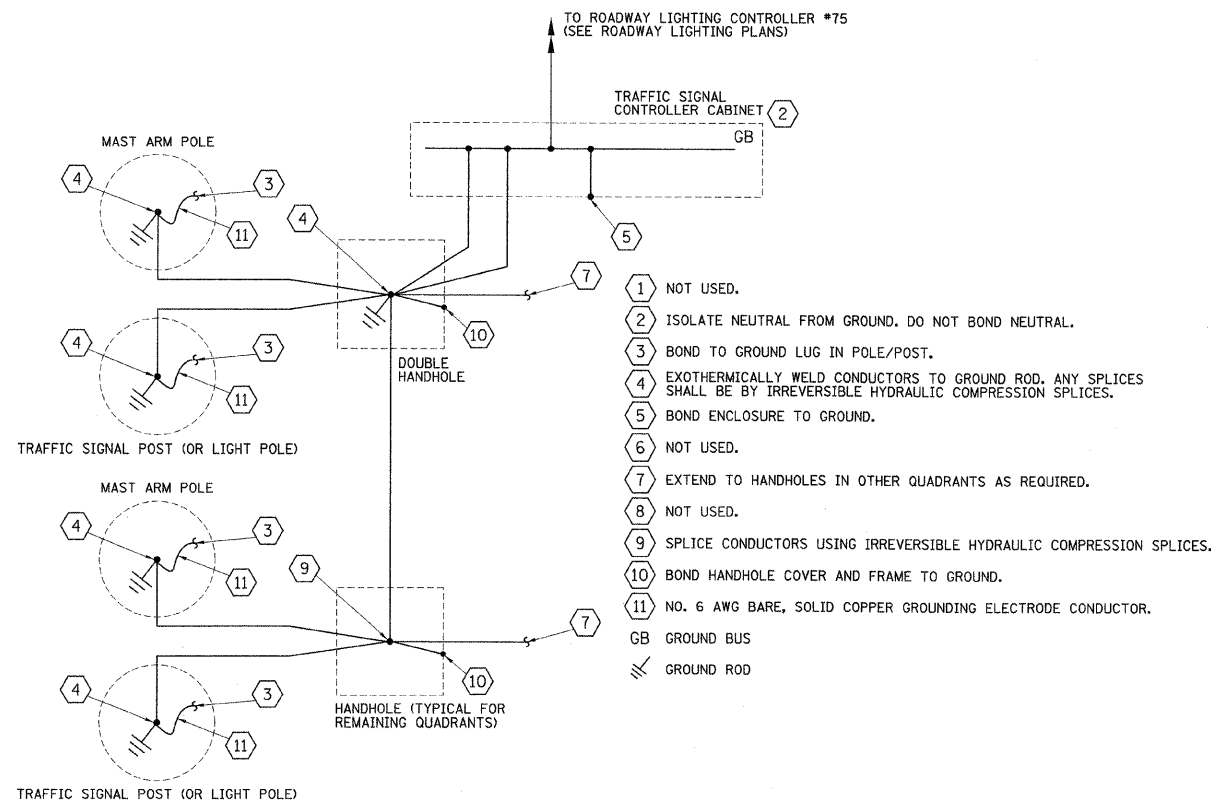 TO ROADWAY LIGHTING CONTROLLER #75
(SEE ROADWAY LIGHTING PLANS)
TRAFFIC SIGNAL
CONTROLLER CABINET
2
GB
MAST ARM POLE
4
3
11
4
5
7
10
DOUBLE
HANDHOLE
4
3
11
TRAFFIC SIGNAL POST (OR LIGHT POLE)
MAST ARM POLE
4
3
11
9
7
10
HANDHOLE (TYPICAL FOR
REMAINING QUADRANTS)
4
3
11
TRAFFIC SIGNAL POST (OR LIGHT POLE)
1 NOT USED.
2 ISOLATE NEUTRAL FROM GROUND. DO NOT BOND NEUTRAL.
3 BOND TO GROUND LUG IN POLE/POST.
4 EXOTHERMICALLY WELD CONDUCTORS TO GROUND ROD. ANY SPLICES
SHALL BE BY IRREVERSIBLE HYDRAULIC COMPRESSION SPLICES.
5 BOND ENCLOSURE TO GROUND.
6 NOT USED.
7 EXTEND TO HANDHOLES IN OTHER QUADRANTS AS REQUIRED.
8 NOT USED.
9 SPLICE CONDUCTORS USING IRREVERSIBLE HYDRAULIC COMPRESSION SPLICES.
10 BOND HANDHOLE COVER AND FRAME TO GROUND.
11 NO. 6 AWG BARE, SOLID COPPER GROUNDING ELECTRODE CONDUCTOR.
GB GROUND BUS
GROUND ROD